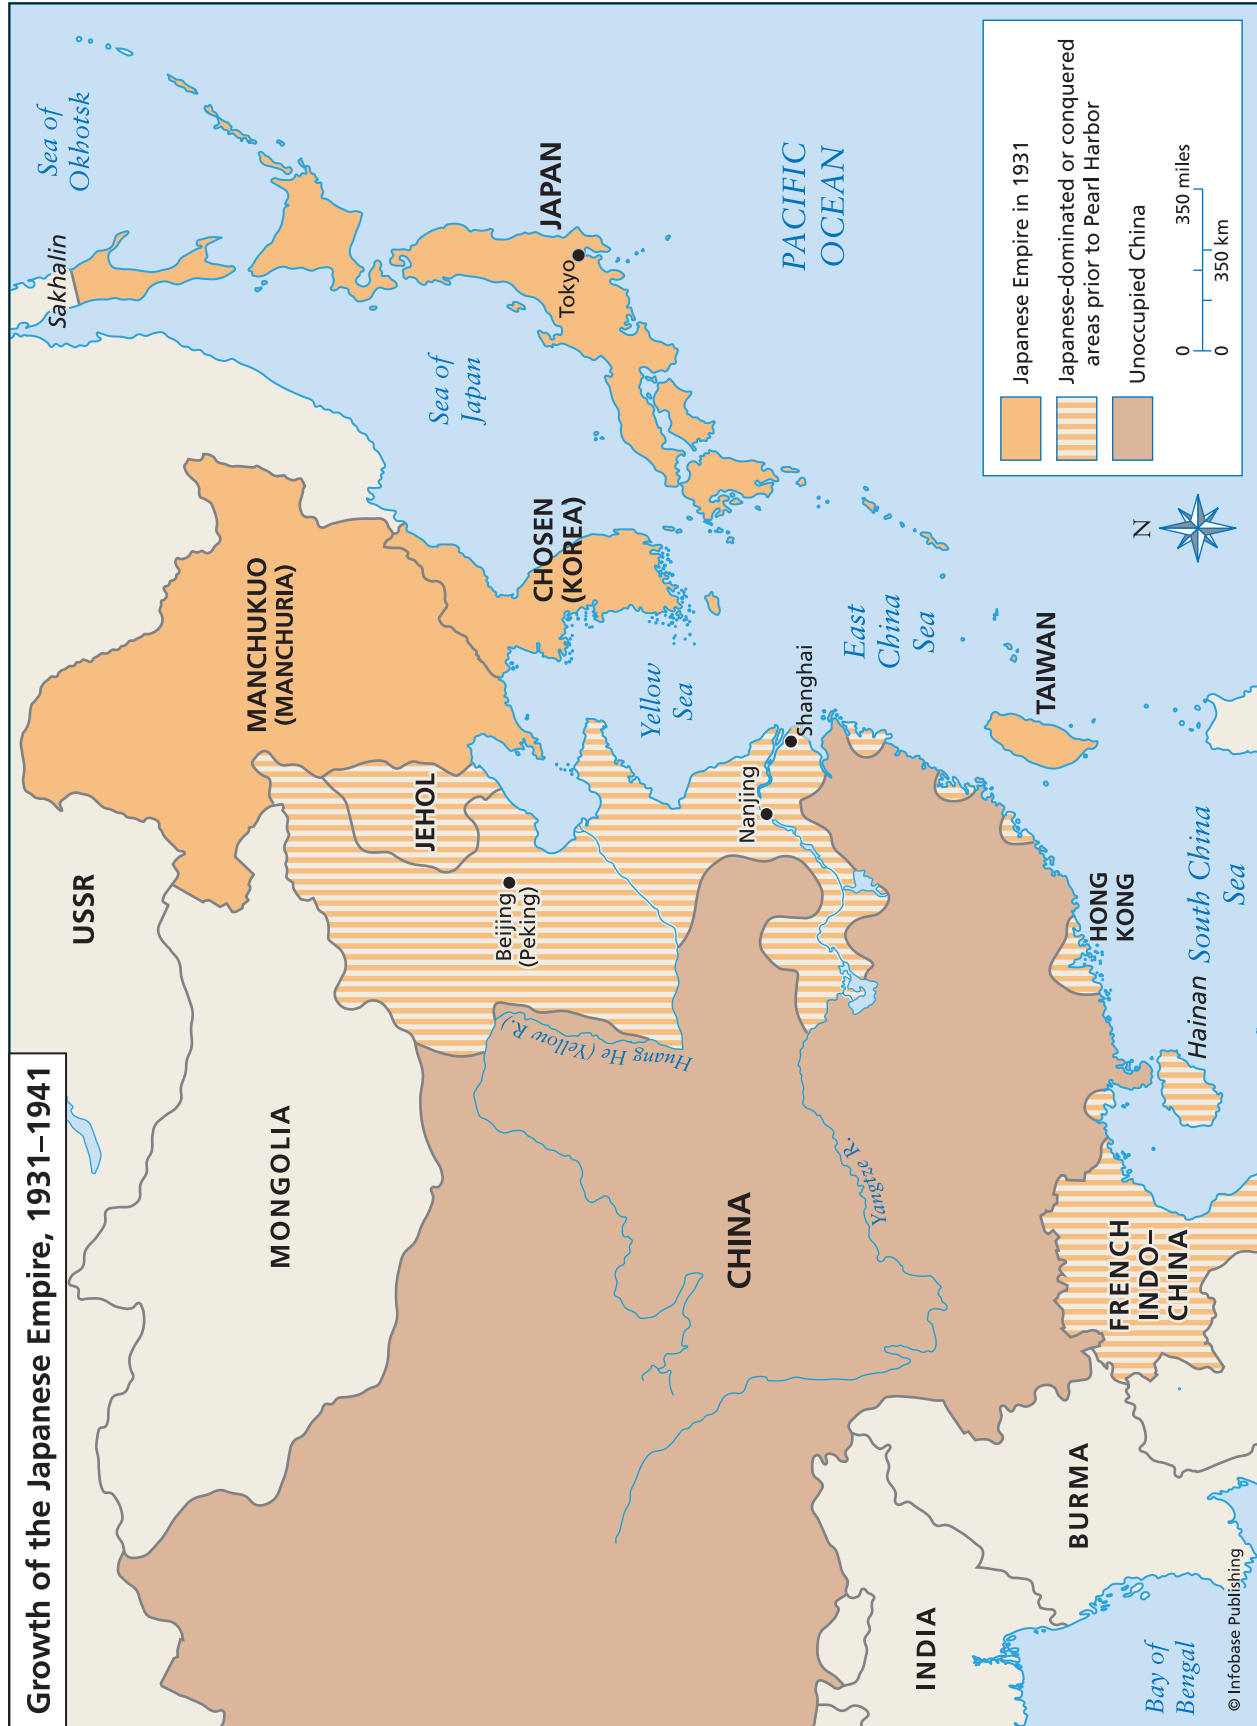 Growth of the Japanese Empire, 1931–1941
USSR
MONGOLIA
MANCHUKUO
(MANCHURIA)
Sakhalin
Sea of
Okhotsk
JEHOL
Beijing
(Peking)
Huang He (Yellow R.)
CHOSEN
(KOREA)
Sea of
Japan
JAPAN
Tokyo
Yellow
Sea
CHINA
Nanjing
Shanghai
Yangtze R.
East
China
Sea
PACIFIC
OCEAN
TAIWAN
HONG
KONG
Hainan
South China
Sea
FRENCH
INDO–
CHINA
BURMA
INDIA
Bay of
Bengal
N
Japanese Empire in 1931
Japanese-dominated or conquered
areas prior to Pearl Harbor
Unoccupied China
0 350 miles
0 350 km
© Infobase Publishing